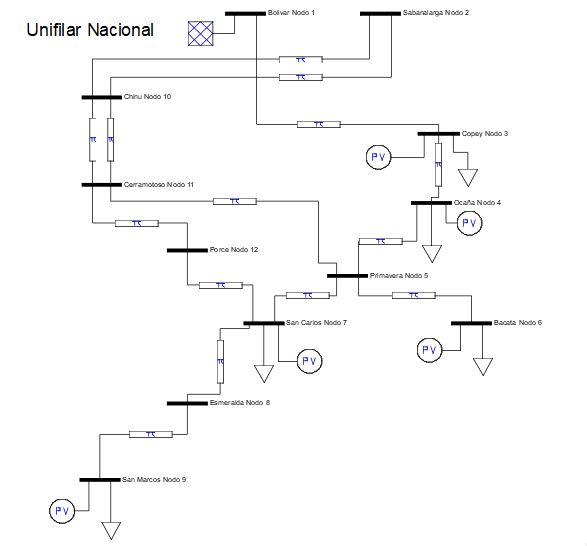 Unifilar Nacional
Bolivar Nodo 1
Sabanalarga Nodo 2
π
π
Chinu Nodo 10
π
π
π
Copey Nodo 3
PV
π
Cerramotoso Nodo 11
π
Ocaña Nodo 4
PV
π
π
Porce Nodo 12
Primavera Nodo 5
π
π
π
San Carlos Nodo 7
Bacata Nodo 6
PV
PV
π
Esmeralda Nodo 8
π
San Marcos Nodo 9
PV